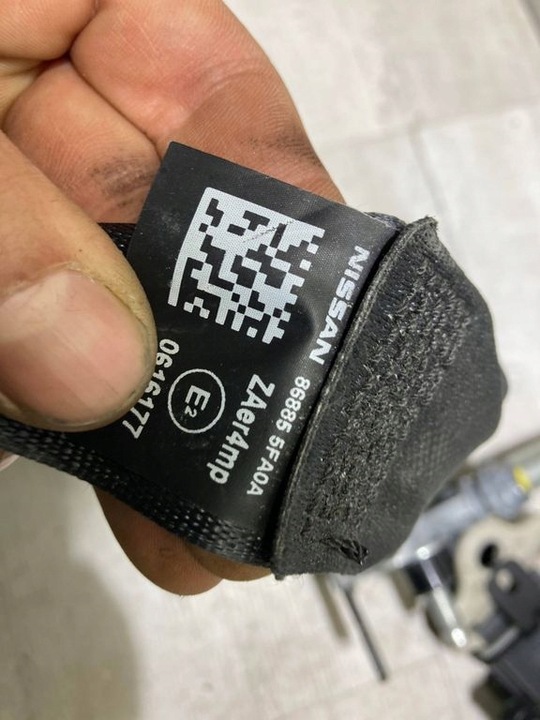 NISSAN
86885 5FA0A
ZAer4mp
E2
0616177